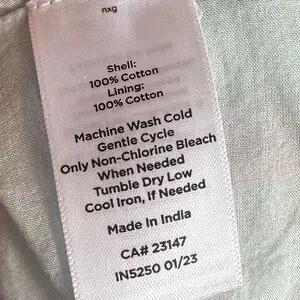 nxg
Shell:
100% Cotton
Lining:
100% Cotton
Machine Wash Cold
Gentle Cycle
Only Non-Chlorine Bleach
When Needed
Tumble Dry Low
Cool Iron, If Needed
Made In India
CA# 23147
IN5250 01/23